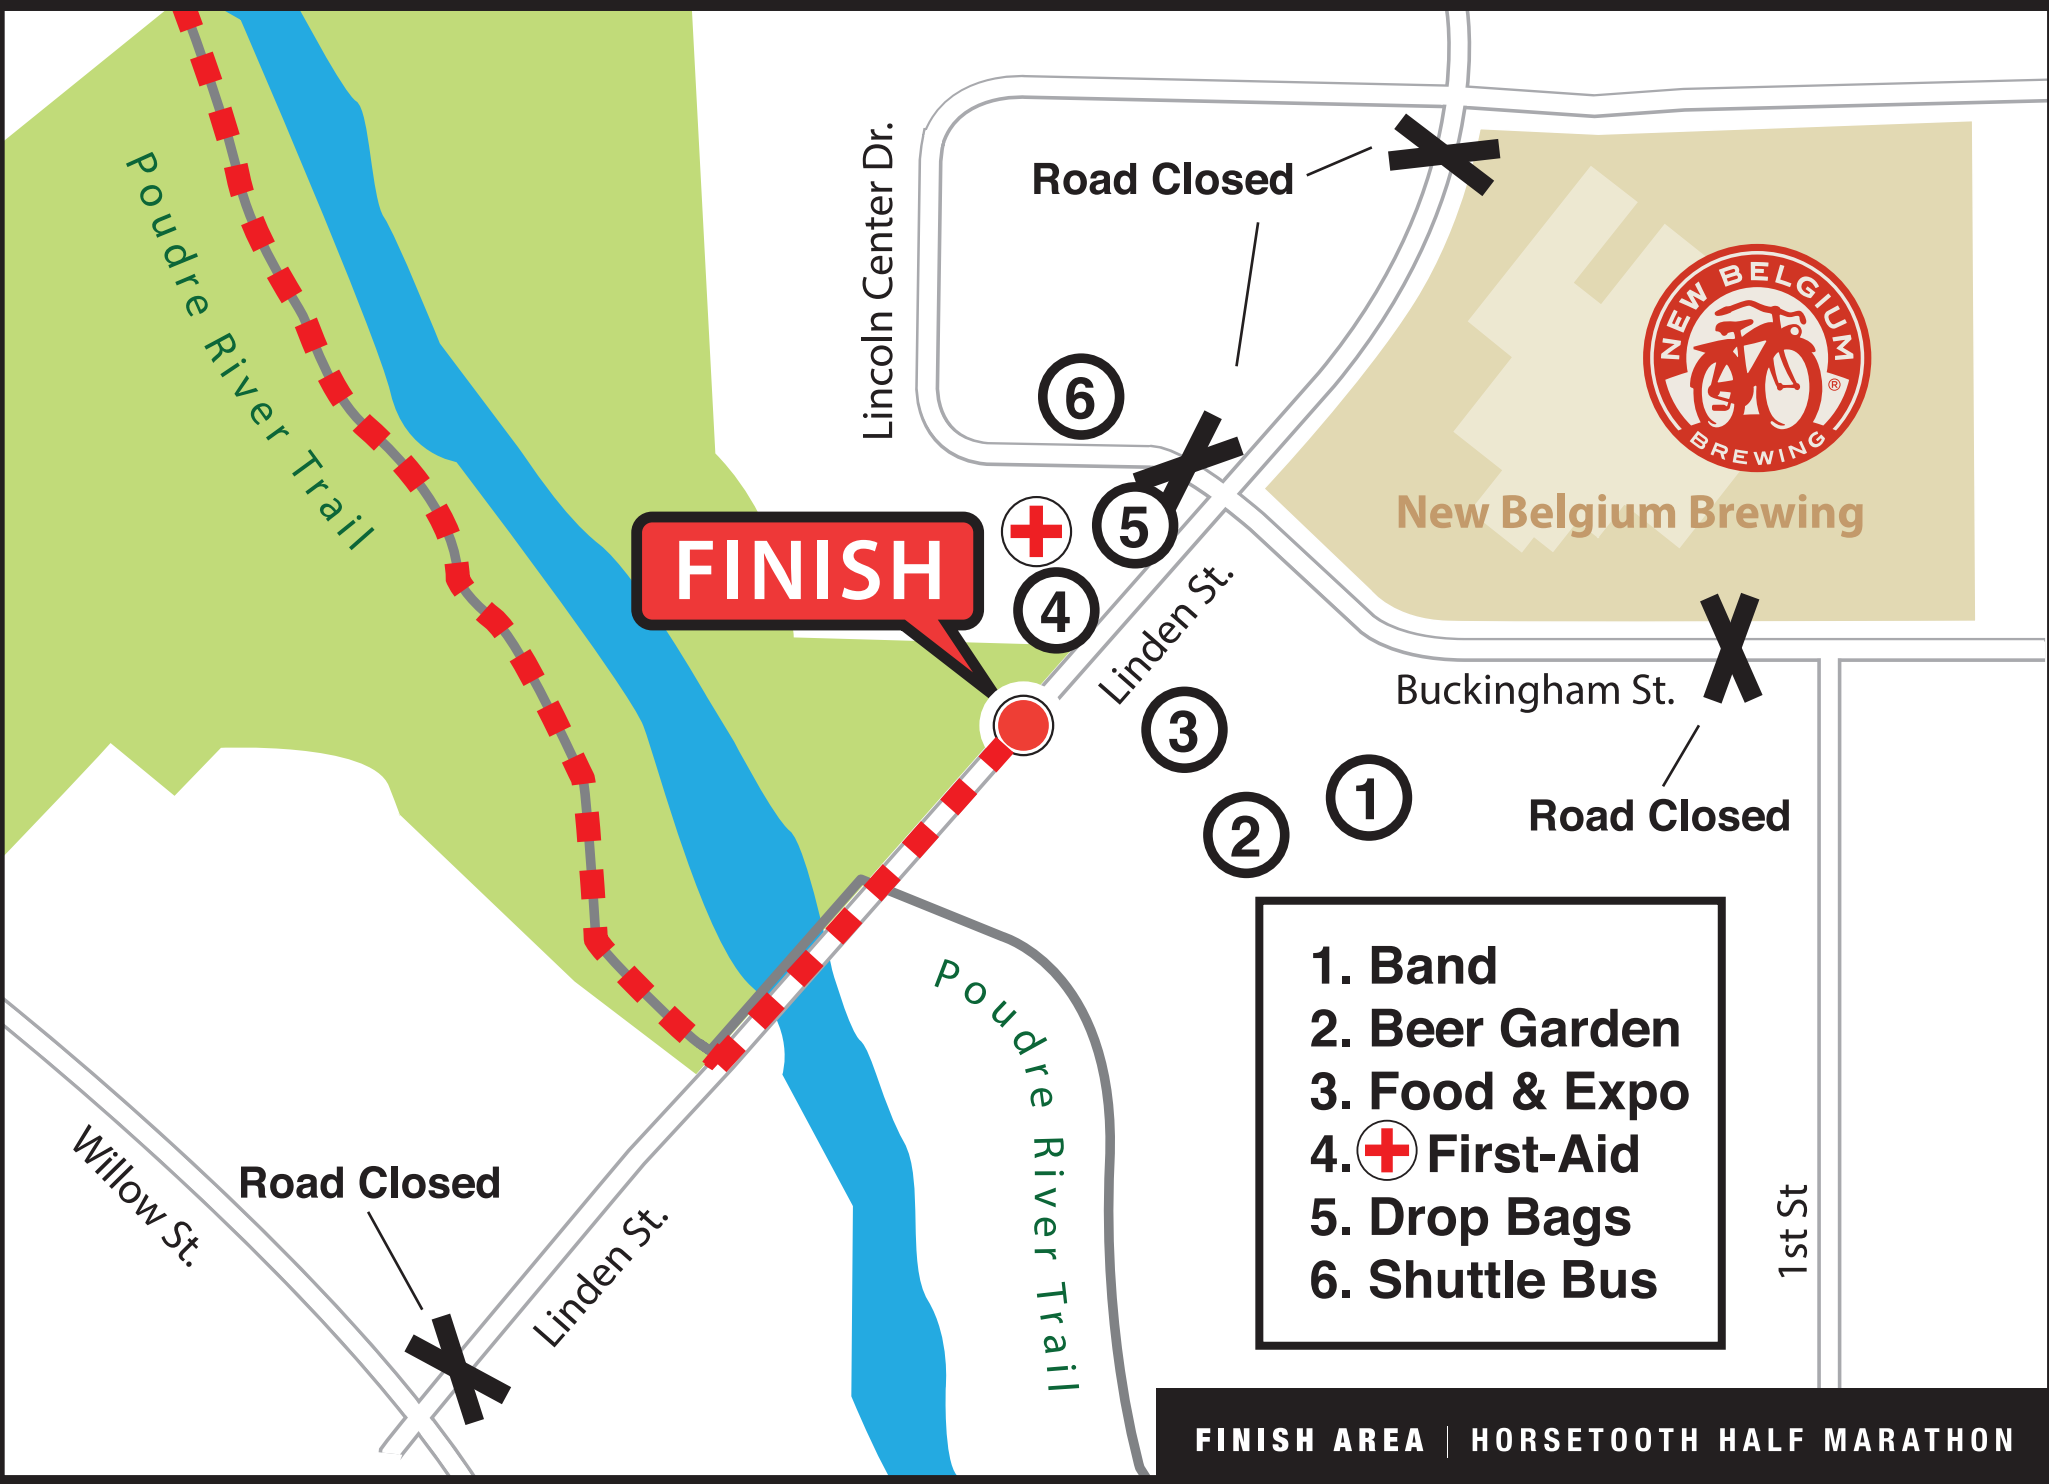 Poudre River Trail
Lincoln Center Dr.
Road Closed
NEW BELGIUM
BREWING
®
New Belgium Brewing
6
5
4
FINISH
Linden St.
Buckingham St.
3
1
2
Road Closed
Poudre River Trail
1. Band
2. Beer Garden
3. Food & Expo
4. First-Aid
5. Drop Bags
6. Shuttle Bus
Willow St.
Road Closed
Linden St.
1st St
FINISH AREA | HORSETOOTH HALF MARATHON